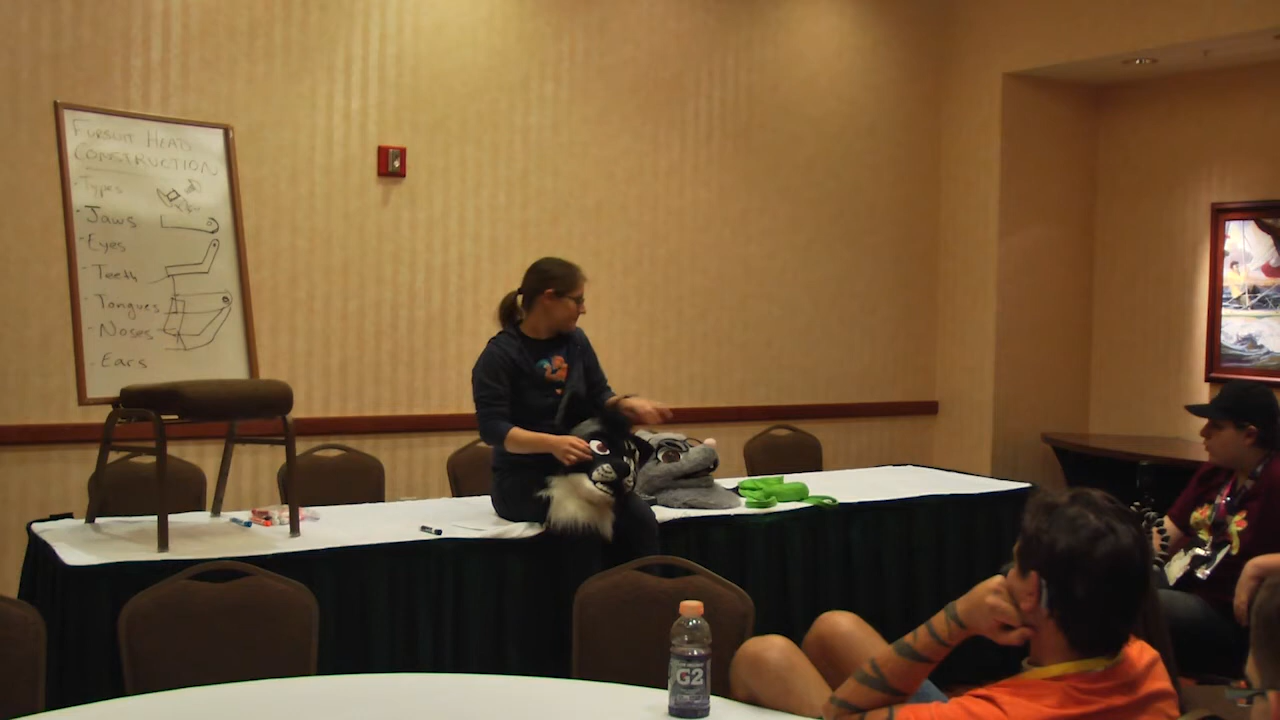 FURSUIT HEAD
CONSTRUCTION
- Types
- Jaws
- Eyes
- Teeth
- Tongues
- Noses
- Ears
G2